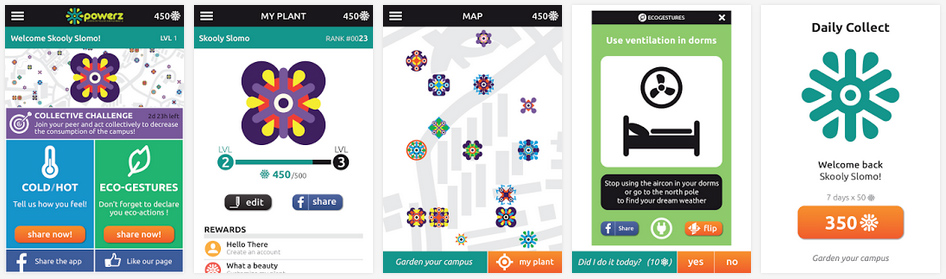 powerz
450
Welcome Skooly Slomo!
LVL 1
COLLECTIVE CHALLENGE
2d 23h left
Join your peer and act collectively to decrease
the consumption of the campus!
COLD/HOT
Tell us how you feel!
share now!
ECO-GESTURES
Don't forget to declare
you eco-actions !
share now!
Share the app
Like our page
MY PLANT
450
Skooly Slomo
RANK #0023
LVL
2
LVL
3
450/500
edit
share
REWARDS
Hello There
Create an account
What a beauty
MAP
450
Garden your campus
my plant
ECOGESTURES
Use ventilation in dorms
Stop using the aircon in your dorms
or go to the north pole
to find your dream weather
Share
flip
Did I do it today? (10)
yes
no
Daily Collect
Welcome back
Skooly Slomo!
7 days x 50
350
Garden your campus